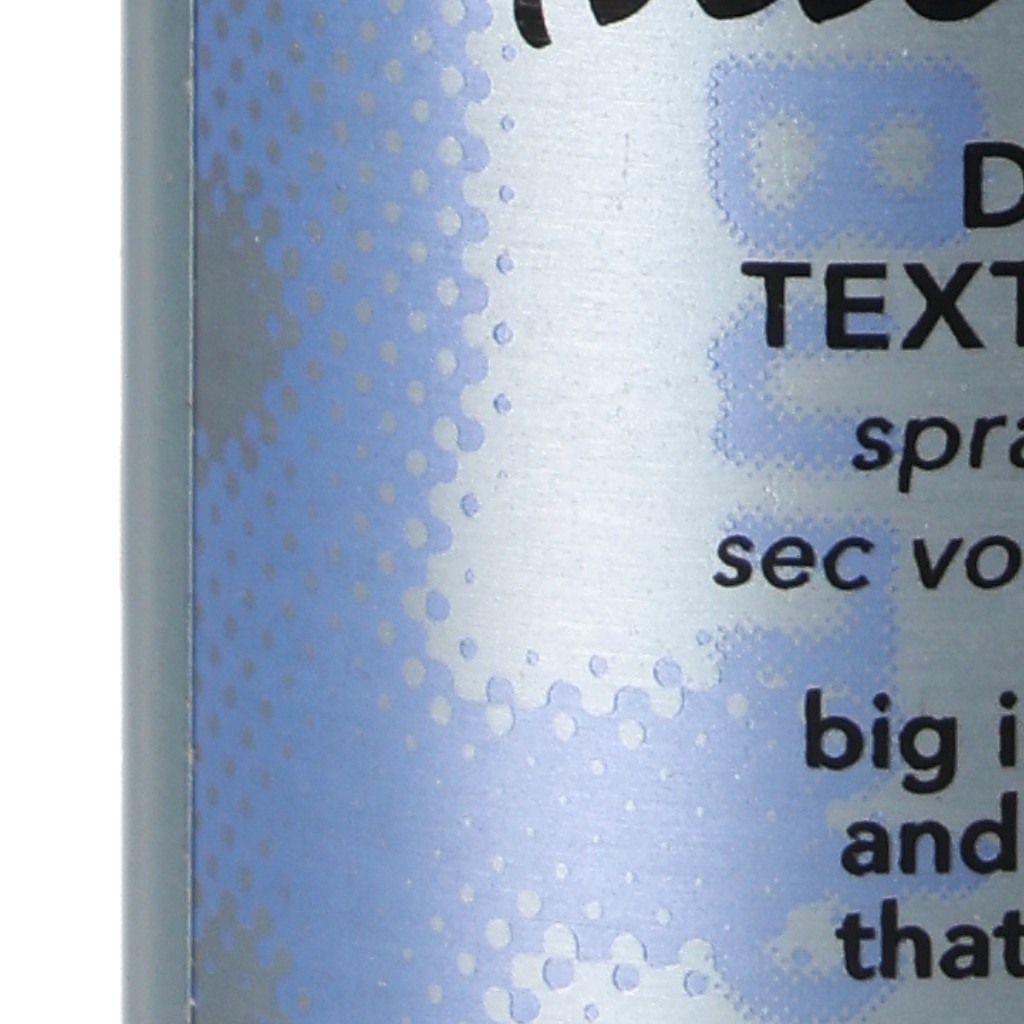 D
TEXT
spra
sec vo
big i
and
that